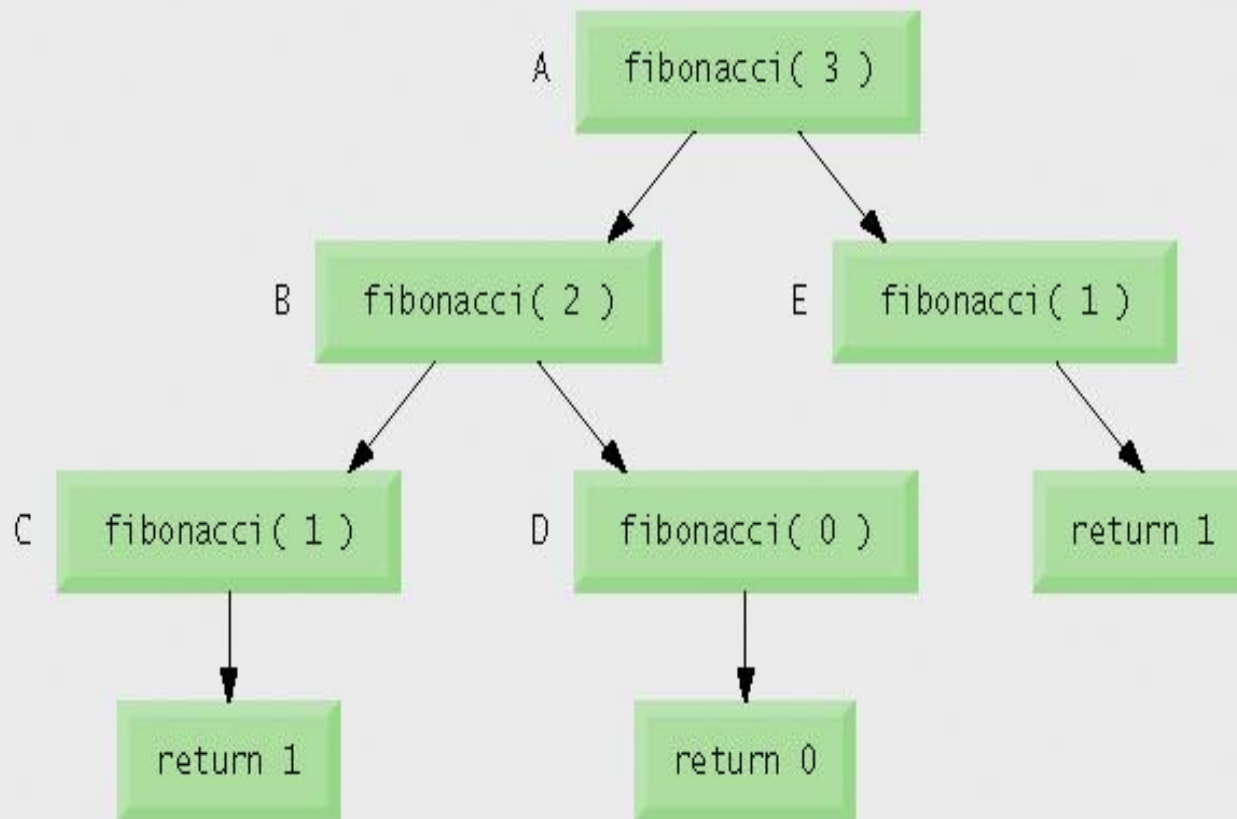 A fibonacci( 3 )
B fibonacci( 2 )
E fibonacci( 1 )
C fibonacci( 1 )
D fibonacci( 0 )
return 1
return 1
return 0